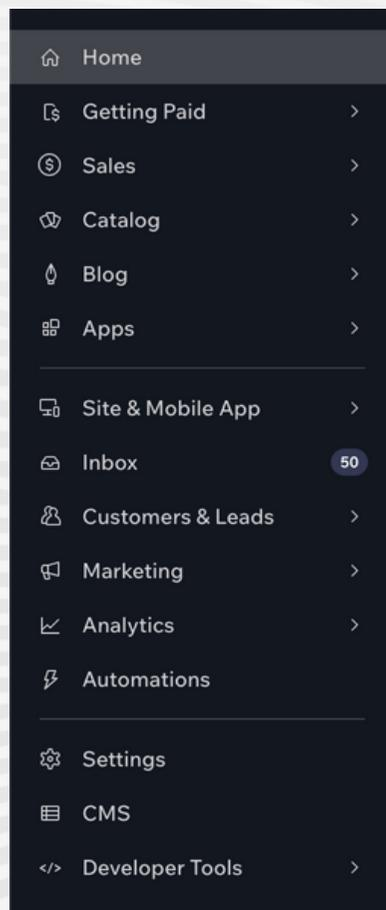 Home
Getting Paid
Sales
Catalog
Blog
Apps
Site & Mobile App
Inbox 50
Customers & Leads
Marketing
Analytics
Automations
Settings
CMS
Developer Tools